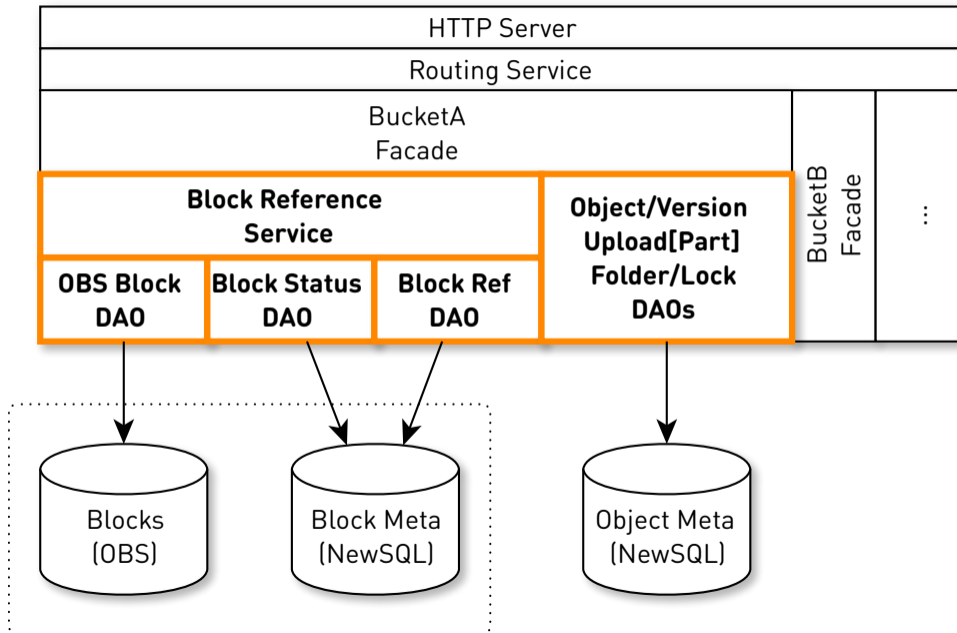 HTTP Server
Routing Service
BucketA
Facade
BucketB
Facade
...
Block Reference
Service
Object/Version
Upload[Part]
Folder/Lock
DAOs
OBS Block
DAO
Block Status
DAO
Block Ref
DAO
Blocks
(OBS)
Block Meta
(NewSQL)
Object Meta
(NewSQL)